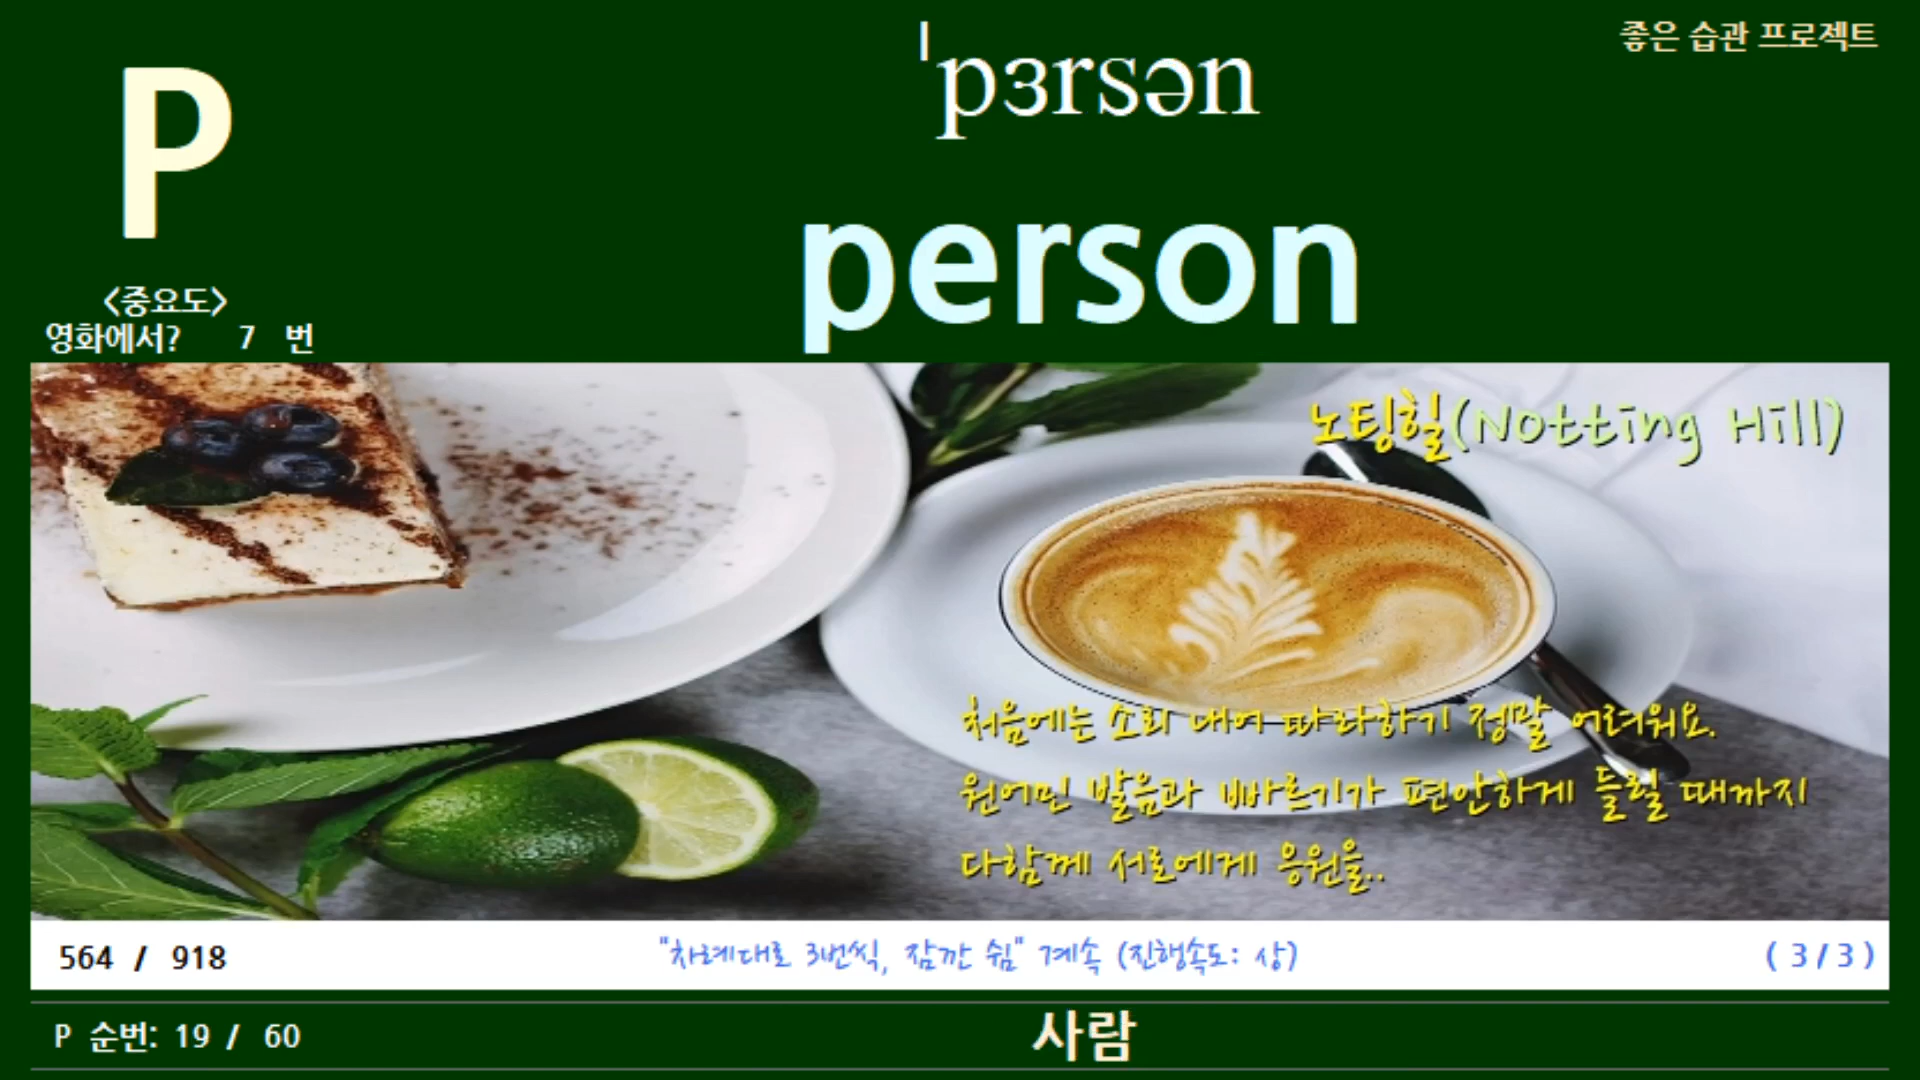 좋은 습관 프로젝트
P
ˈpɜrsən
person
<중요도>
영화에서? 7 번
노팅힐(Notting Hill)
처음에는 소리 내어 따라하기 정말 어려워요.
원어민 발음과 빠르기가 편안하게 들릴 때까지
다함께 서로에게 응원을..
564 / 918
"차례대로 3번씩, 잠깐 쉼" 계속 (진행속도: 상)
( 3 / 3 )
P 순번: 19 / 60
사람